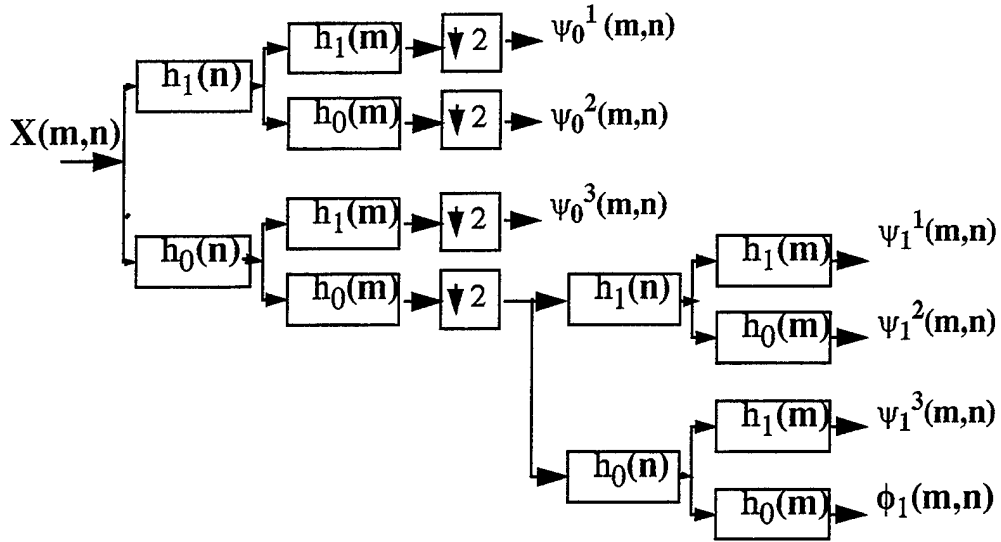 h₁(m) ↓ 2 ψ₀¹(m,n)
h₁(n)
h₀(m) ↓ 2 ψ₀²(m,n)
X(m,n)
h₁(m) ↓ 2 ψ₀³(m,n)
h₀(n)
h₀(m) ↓ 2
h₁(n)
h₁(m) ψ₁¹(m,n)
h₀(m) ψ₁²(m,n)
h₀(n)
h₁(m) ψ₁³(m,n)
h₀(m) ϕ₁(m,n)